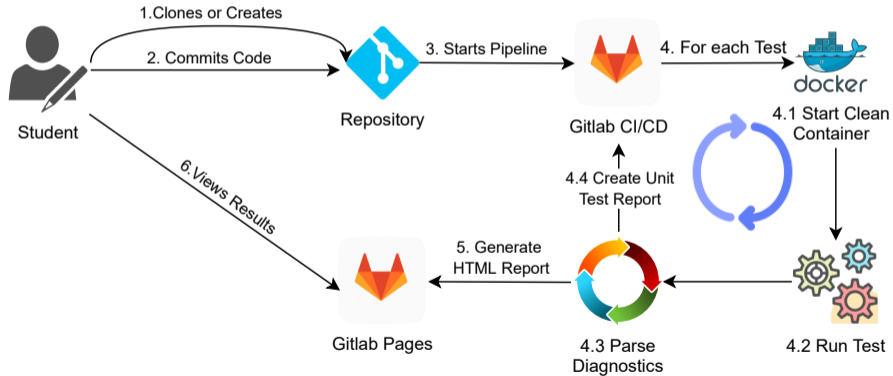 1.Clones or Creates
2. Commits Code
3. Starts Pipeline
4. For each Test
docker
Student
Repository
Gitlab CI/CD
4.1 Start Clean
Container
4.4 Create Unit
Test Report
6.Views Results
5. Generate
HTML Report
Gitlab Pages
4.3 Parse
Diagnostics
4.2 Run Test